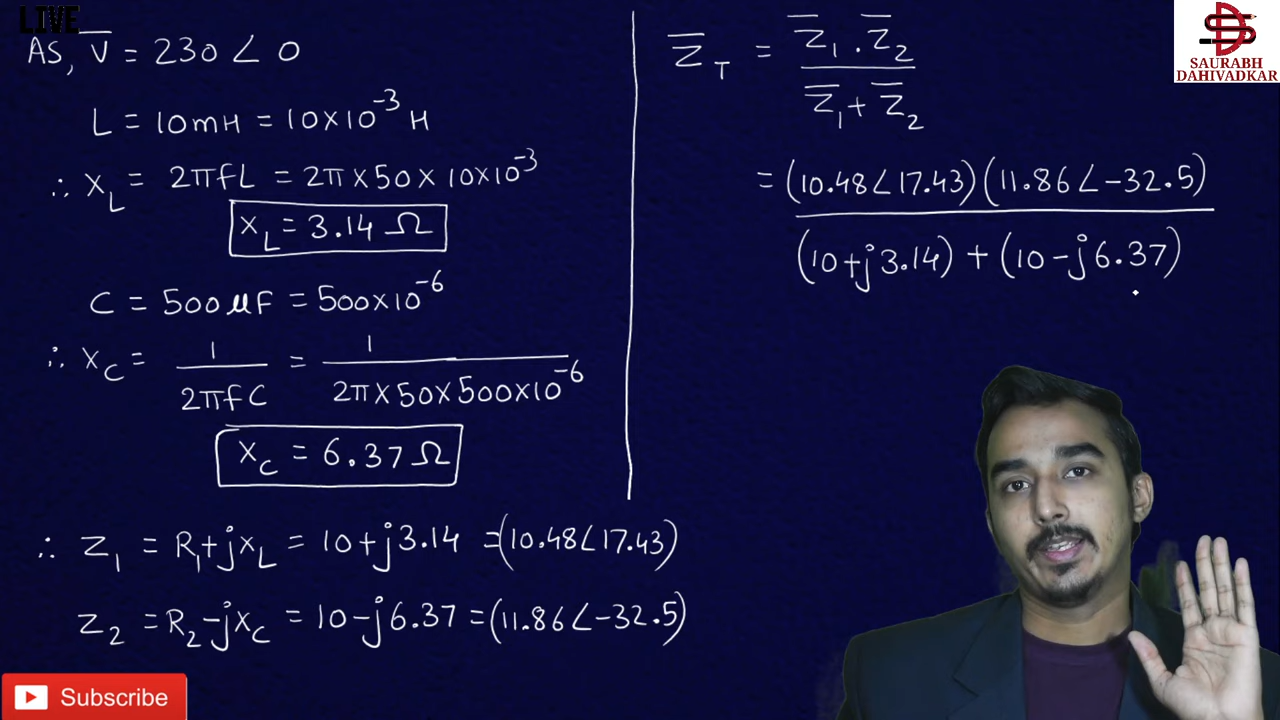 LIVE
AS, V̅ = 230 ∠ 0
L = 10mH = 10×10⁻³ H
∴ X_L = 2πfL = 2π×50×10×10⁻³
X_L = 3.14 Ω
C = 500 μF = 500×10⁻⁶
∴ X_C = 1/(2πfC) = 1/(2π×50×500×10⁻⁶)
X_C = 6.37 Ω
∴ Z₁ = R₁+jX_L = 10+j3.14 = (10.48∠17.43)
Z₂ = R₂-jX_C = 10-j6.37 = (11.86∠-32.5)
Subscribe
Z̅_T = Z̅₁.Z̅₂ / Z̅₁+Z̅₂
= (10.48∠17.43)(11.86∠-32.5) / (10+j3.14) + (10-j6.37)
SAURABH
DAHIVADKAR